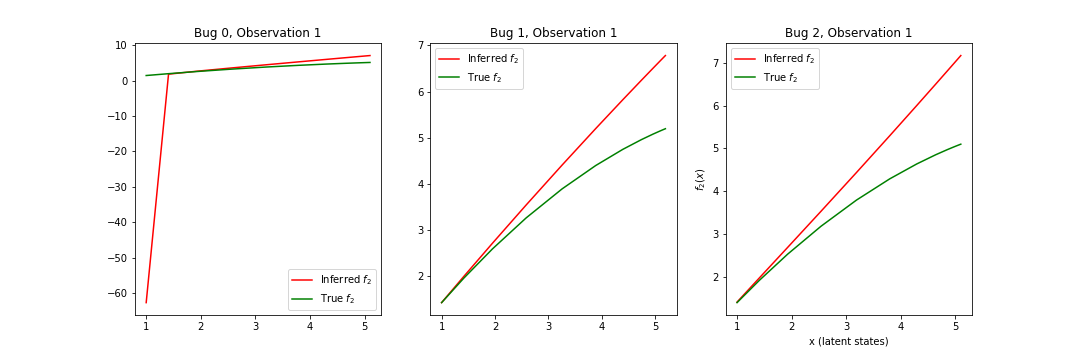 Bug 0, Observation 1
10
0
−10
−20
−30
−40
−50
−60
1 2 3 4 5
Inferred f₂
True f₂
Bug 1, Observation 1
7
6
5
4
3
2
1 2 3 4 5
Inferred f₂
True f₂
Bug 2, Observation 1
f₂(x)
7
6
5
4
3
2
1 2 3 4 5
x (latent states)
Inferred f₂
True f₂